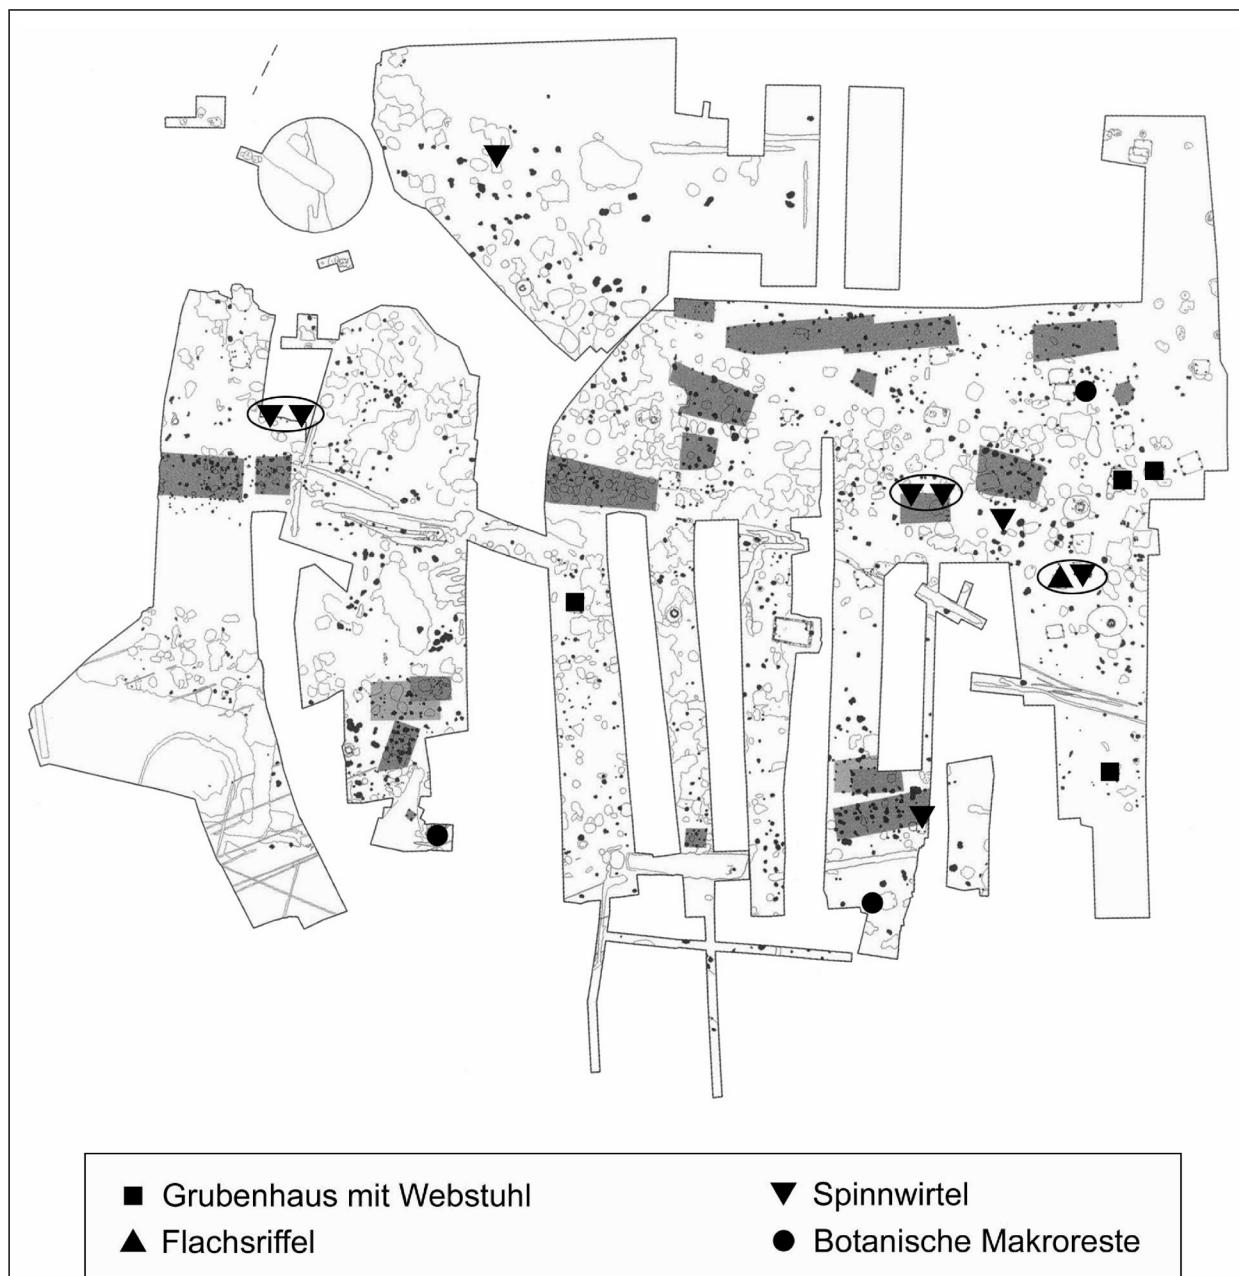 Grubenhaus mit Webstuhl
Spinnwirtel
Flachsriffel
Botanische Makroreste